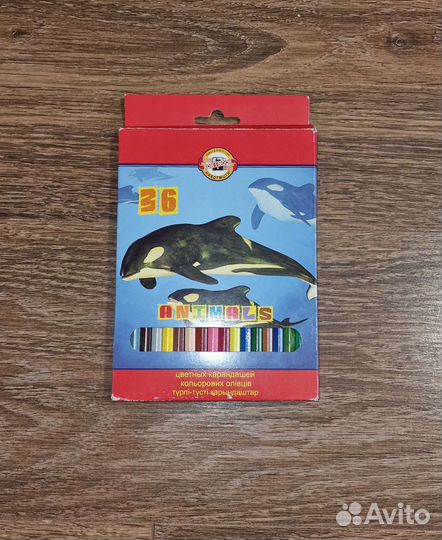 36
ANIMALS
цветных карандашей
кольорових олівців
түрлі-түсті қарындаштар
Avito